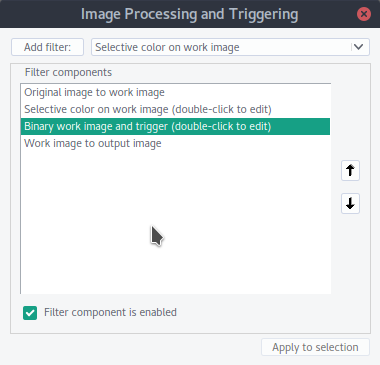 Image Processing and Triggering
Add filter: Selective color on work image
Filter components
Original image to work image
Selective color on work image (double-click to edit)
Binary work image and trigger (double-click to edit)
Work image to output image
Filter component is enabled
Apply to selection